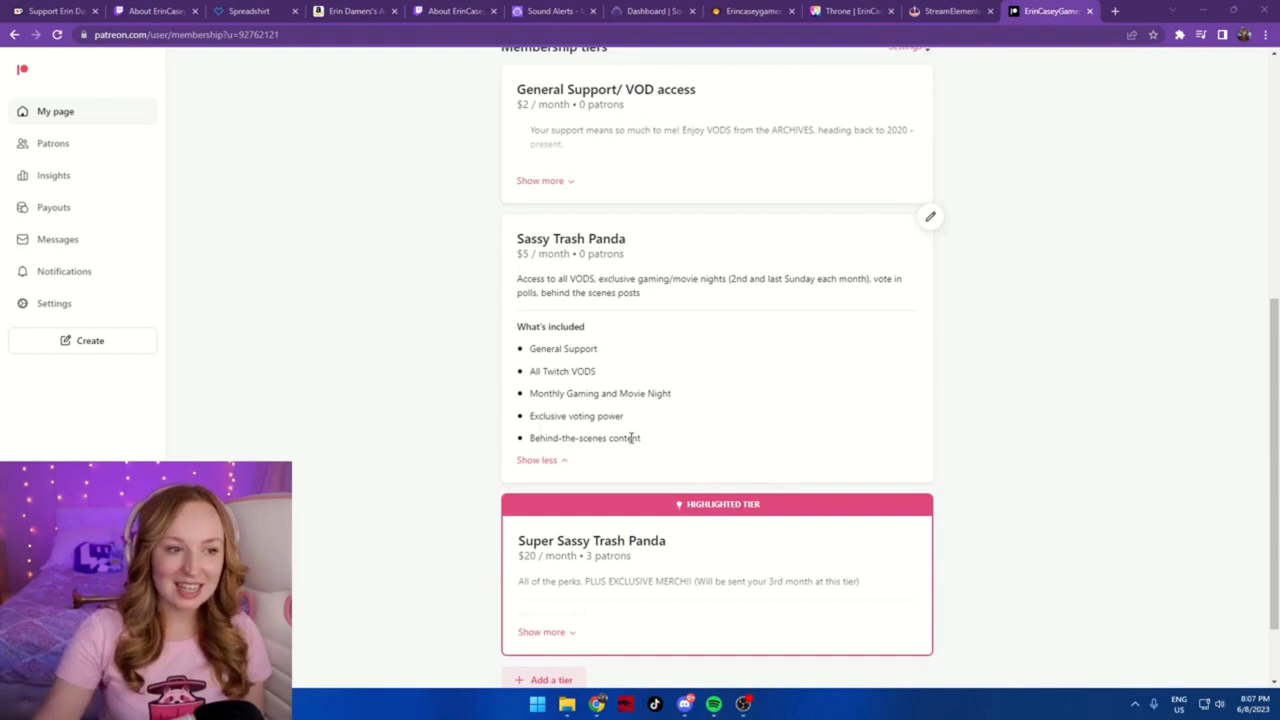 Support Erin Da
About ErinCase
Spreadshirt
Erin Damers's A
About ErinCase
Sound Alerts -
Dashboard | So
Erincaseygame
Throne | ErinCa
StreamElement
ErinCaseyGame
patreon.com/user/membership?u=92762121
Membership tiers
Settings
My page
Patrons
Insights
Payouts
Messages
Notifications
Settings
Create
General Support/ VOD access
$2 / month • 0 patrons
Your support means so much to me! Enjoy VODS from the ARCHIVES, heading back to 2020 -
present,
Show more
Sassy Trash Panda
$5 / month • 0 patrons
Access to all VODS, exclusive gaming/movie nights (2nd and last Sunday each month), vote in
polls, behind the scenes posts
What's included
• General Support
• All Twitch VODS
• Monthly Gaming and Movie Night
• Exclusive voting power
• Behind-the-scenes content
Show less
HIGHLIGHTED TIER
Super Sassy Trash Panda
$20 / month • 3 patrons
All of the perks, PLUS EXCLUSIVE MERCH!! (Will be sent your 3rd month at this tier)
Show more
+ Add a tier
ENG
US
8:07 PM
6/8/2023